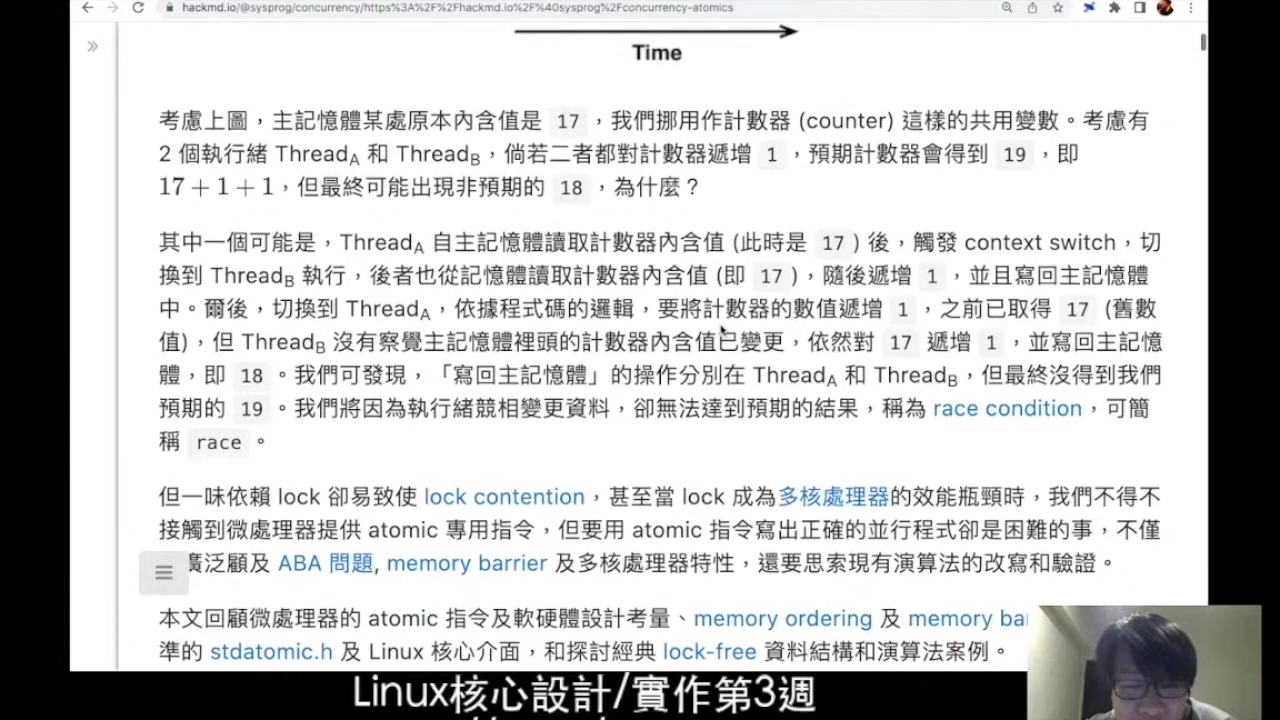 hackmd.io/@sysprog/concurrency/https%3A%2F%2Fhackmd.io%2F%40sysprog%2Fconcurrency-atomics
Time
考慮上圖，主記憶體某處原本內含值是 17，我們挪用作計數器 (counter) 這樣的共用變數。考慮有
2 個執行緒 ThreadA 和 ThreadB，倘若二者都對計數器遞增 1，預期計數器會得到 19，即
17 + 1 + 1，但最終可能出現非預期的 18，為什麼？
其中一個可能是，ThreadA 自主記憶體讀取計數器內含值 (此時是 17) 後，觸發 context switch，切
換到 ThreadB 執行，後者也從記憶體讀取計數器內含值 (即 17)，隨後遞增 1，並且寫回主記憶體
中。爾後，切換到 ThreadA，依據程式碼的邏輯，要將計數器的數值遞增 1，之前已取得 17 (舊數
值)，但 ThreadB 沒有察覺主記憶體裡頭的計數器內含值已變更，依然對 17 遞增 1，並寫回主記憶
體，即 18。我們可發現，「寫回主記憶體」的操作分別在 ThreadA 和 ThreadB，但最終沒得到我們
預期的 19。我們將因為執行緒競相變更資料，卻無法達到預期的結果，稱為 race condition，可簡
稱 race。
但一味依賴 lock 卻易致使 lock contention，甚至當 lock 成為多核處理器的效能瓶頸時，我們不得不
接觸到微處理器提供 atomic 專用指令，但要用 atomic 指令寫出正確的並行程式卻是困難的事，不僅
廣泛顧及 ABA 問題, memory barrier 及多核處理器特性，還要思索現有演算法的改寫和驗證。
本文回顧微處理器的 atomic 指令及軟硬體設計考量、memory ordering 及 memory ba
準的 stdatomic.h 及 Linux 核心介面，和探討經典 lock-free 資料結構和演算法案例。
Linux核心設計/實作第3週